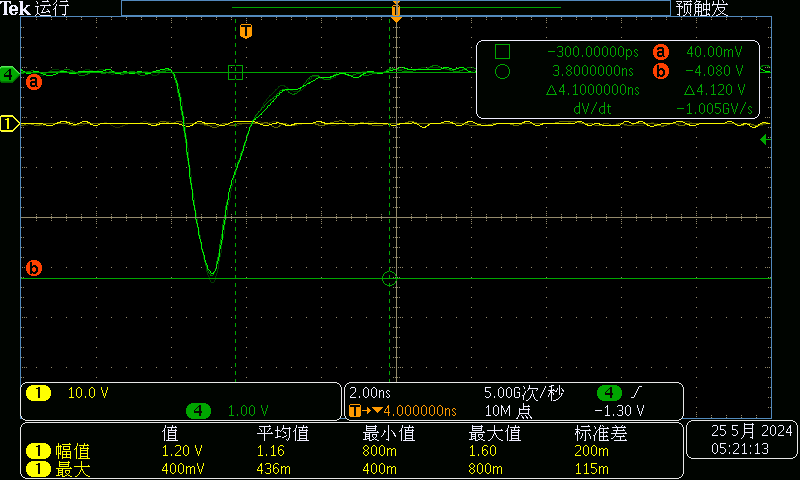 Tek 运行 预触发
T
T
4 a
-300.00000ps a 40.00mV
3.8000000ns b -4.080 V
Δ4.1000000ns Δ4.120 V
dV/dt -1.005GV/s
1
b
1 10.0 V
4 1.00 V
2.00ns 5.00G次/秒 4
T→▼4.000000ns 10M 点 -1.30 V
值 平均值 最小值 最大值 标准差
1 幅值 1.20 V 1.16 800m 1.60 200m
1 最大 400mV 436m 400m 800m 115m
25 5月 2024
05:21:13